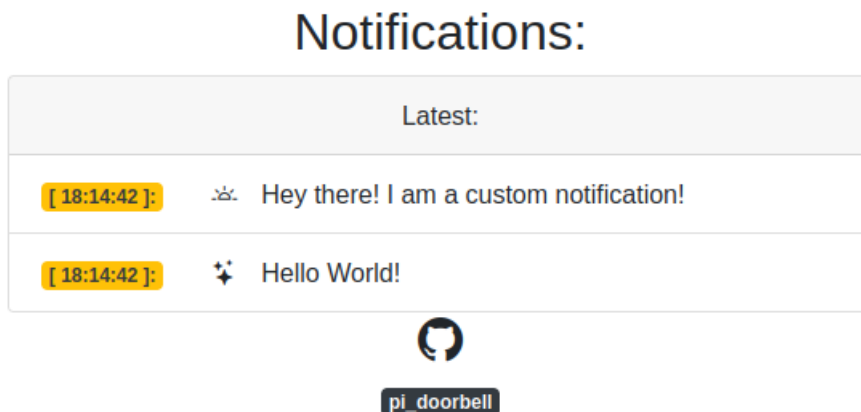 Notifications:
Latest:
[ 18:14:42 ]: Hey there! I am a custom notification!
[ 18:14:42 ]: Hello World!
pi_doorbell